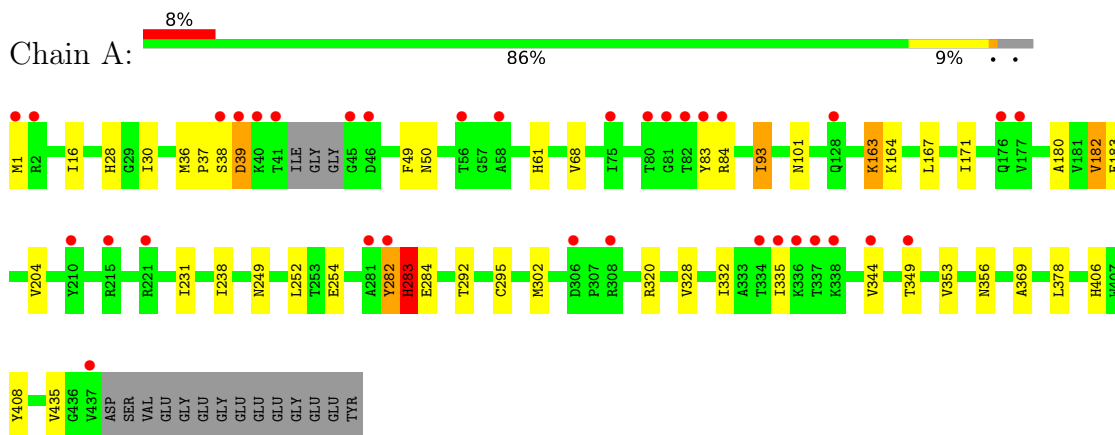 8%
Chain A:
86% 9% • •
M1 R2 I16 H28 G29 I30 M36 P37 S38 D39 K40 T41 ILE GLY GLY G45 D46 F49 N50 T56 G57 A58 H61 V68 I75 T80 G81 T82 Y83 R84 I93 N101 Q128 K163 K164 L167 I171 Q176 V177 A180 V181 V182 E183
V204 Y210 R215 R221 I231 I238 N249 L252 T253 E254 A281 Y282 H283 E284 T292 C295 M302 D306 P307 R308 R320 V328 I332 A333 T334 I335 K336 T337 K338 V344 T349 V353 N356 A369 L378 H406 W407
Y408 V435 G436 V437 ASP SER VAL GLU GLY GLU GLY GLU GLU GLU GLY GLU GLU TYR